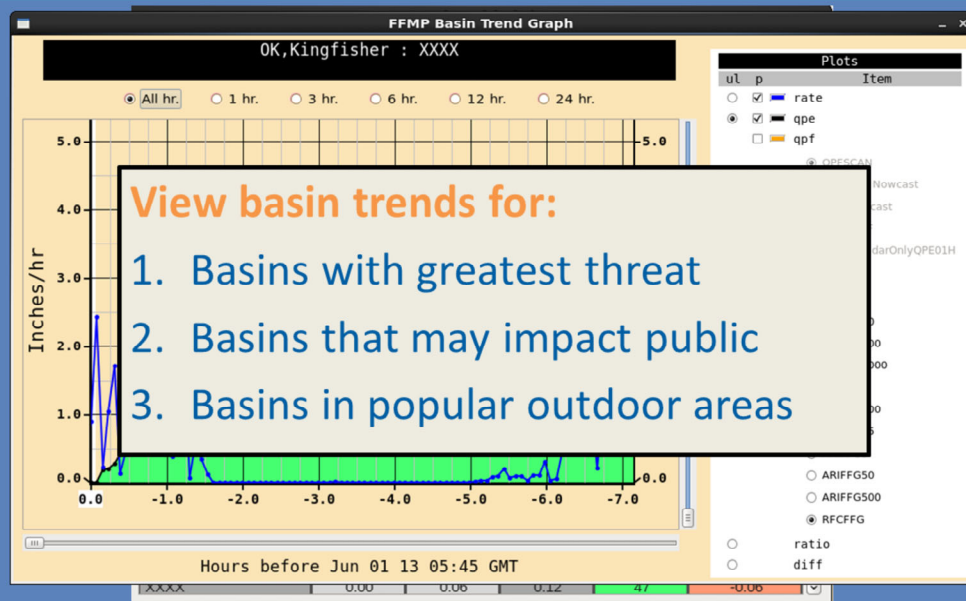 FFMP Basin Trend Graph
OK,Kingfisher : XXXX
All hr. 1 hr. 3 hr. 6 hr. 12 hr. 24 hr.
Plots
ul p Item
rate
qpe
qpf
QPESCAN
Nowcast
cast
darOnlyQPE01H
5.0 5.0
4.0
3.0
2.0
1.0
0.0 0.0
Inches/hr
View basin trends for:
1. Basins with greatest threat
2. Basins that may impact public
3. Basins in popular outdoor areas
0.0 -1.0 -2.0 -3.0 -4.0 -5.0 -6.0 -7.0
Hours before Jun 01 13 05:45 GMT
ARIFFG50
ARIFFG500
RFCFFG
ratio
diff
XXXX 0.00 0.06 0.12 47 -0.06